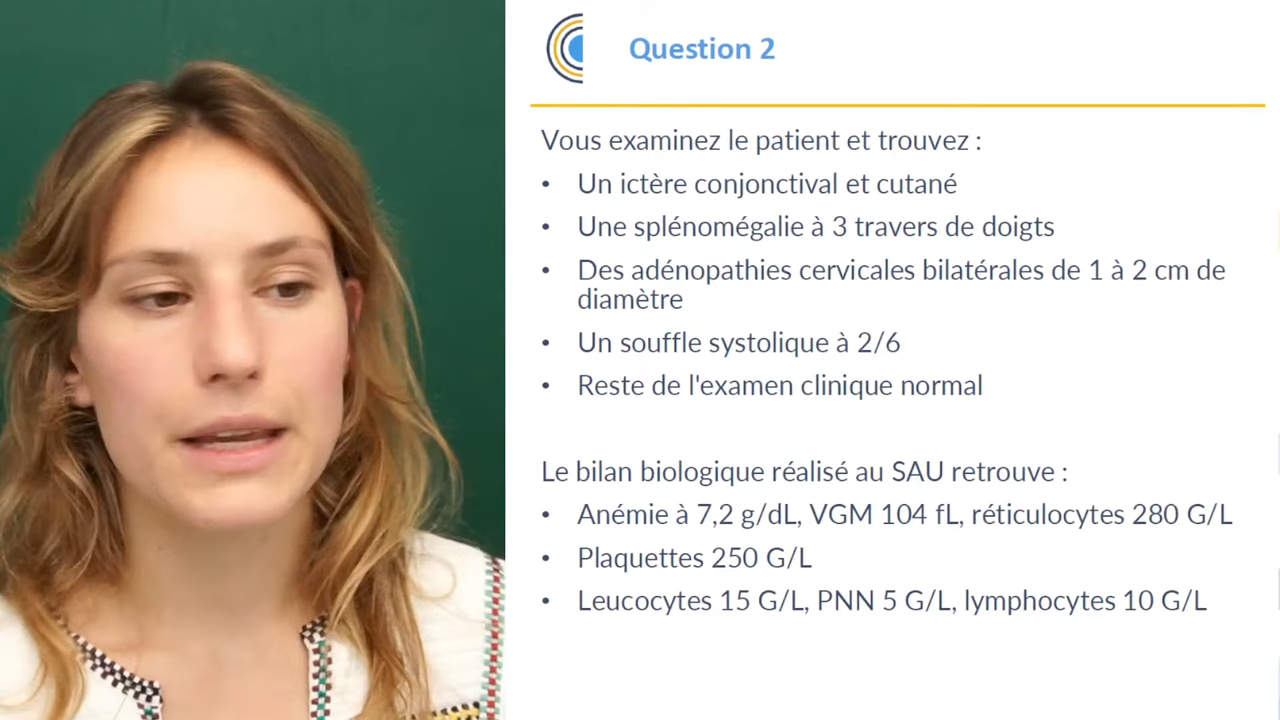 Question 2
Vous examinez le patient et trouvez :
• Un ictère conjonctival et cutané
• Une splénomégalie à 3 travers de doigts
• Des adénopathies cervicales bilatérales de 1 à 2 cm de
diamètre
• Un souffle systolique à 2/6
• Reste de l'examen clinique normal
Le bilan biologique réalisé au SAU retrouve :
• Anémie à 7,2 g/dL, VGM 104 fL, réticulocytes 280 G/L
• Plaquettes 250 G/L
• Leucocytes 15 G/L, PNN 5 G/L, lymphocytes 10 G/L